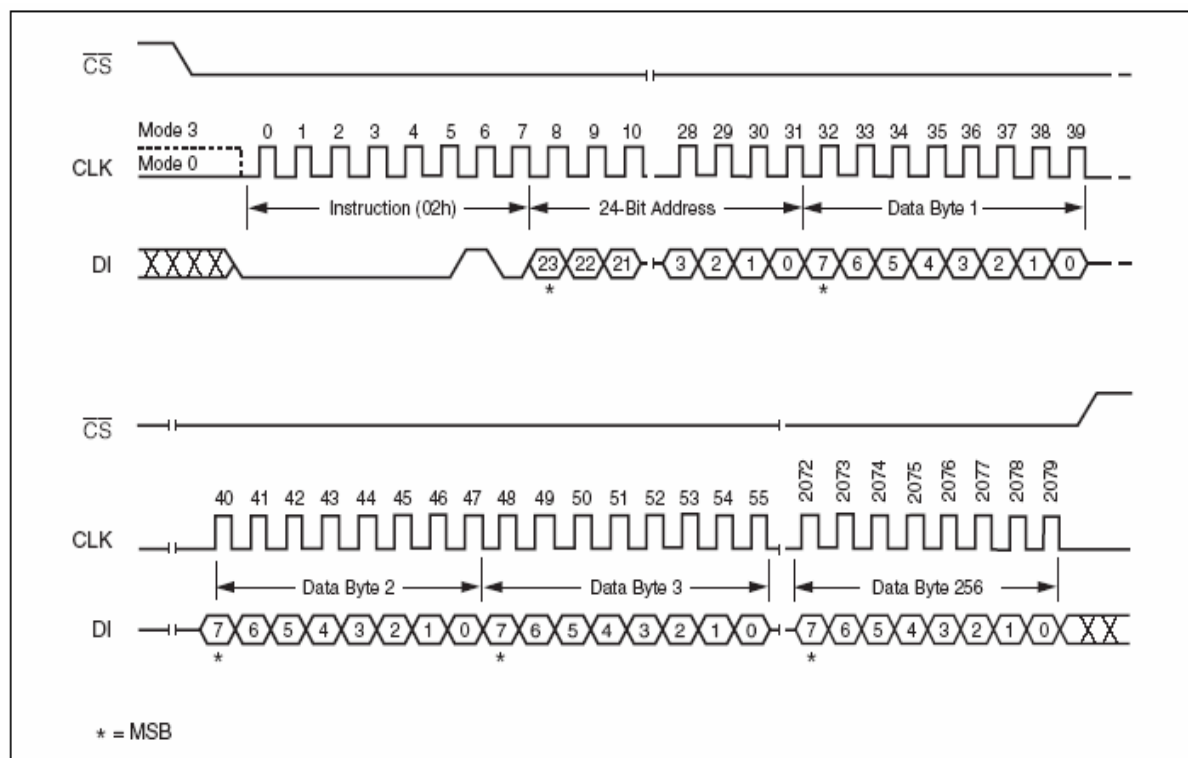 CS
Mode 3
0 1 2 3 4 5 6 7 8 9 10 28 29 30 31 32 33 34 35 36 37 38 39
CLK
Mode 0
Instruction (02h)
24-Bit Address
Data Byte 1
DI
23 22 21 3 2 1 0 7 6 5 4 3 2 1 0
* *
CS
40 41 42 43 44 45 46 47 48 49 50 51 52 53 54 55 2072 2073 2074 2075 2076 2077 2078 2079
CLK
Data Byte 2
Data Byte 3
Data Byte 256
DI
7 6 5 4 3 2 1 0 7 6 5 4 3 2 1 0 7 6 5 4 3 2 1 0
* * *
* = MSB